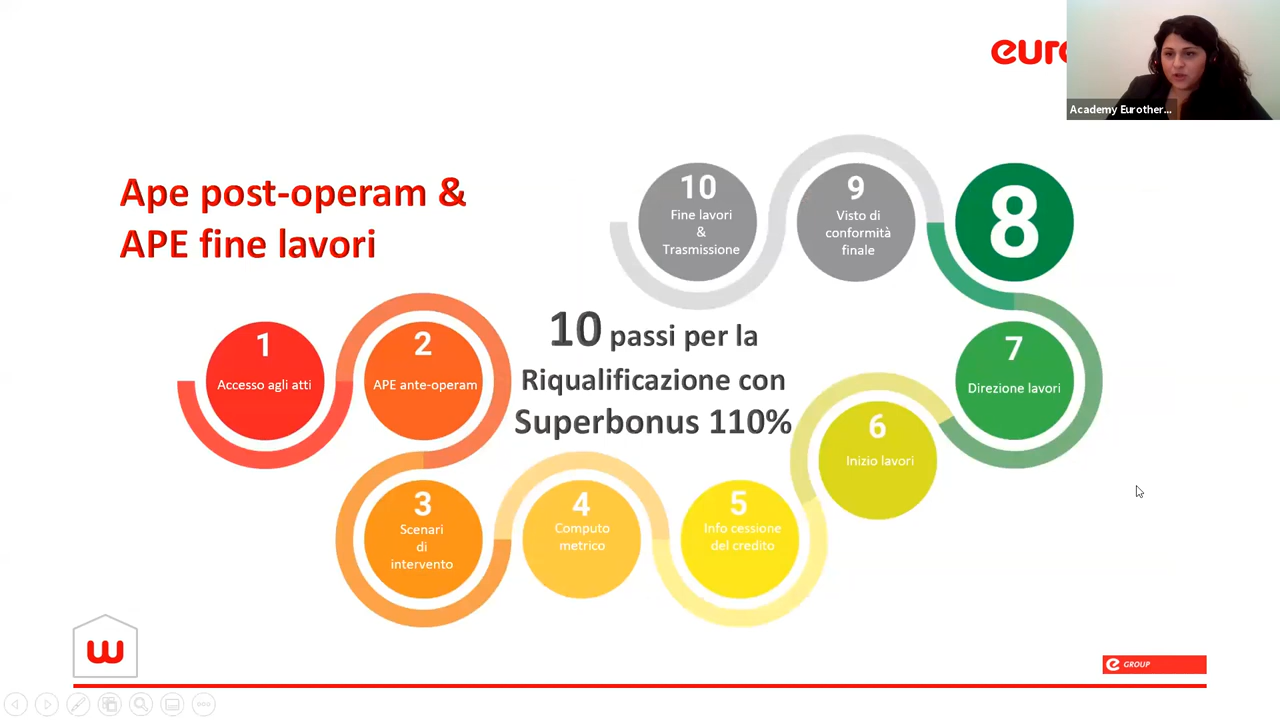 euro
Academy Eurother...
Ape post-operam &
APE fine lavori
10 passi per la
Riqualificazione con
Superbonus 110%
1
Accesso agli atti
2
APE ante-operam
3
Scenari
di
intervento
4
Computo
metrico
5
Info cessione
del credito
6
Inizio lavori
7
Direzione lavori
8
9
Visto di
conformità
finale
10
Fine lavori
&
Trasmissione
w
e GROUP